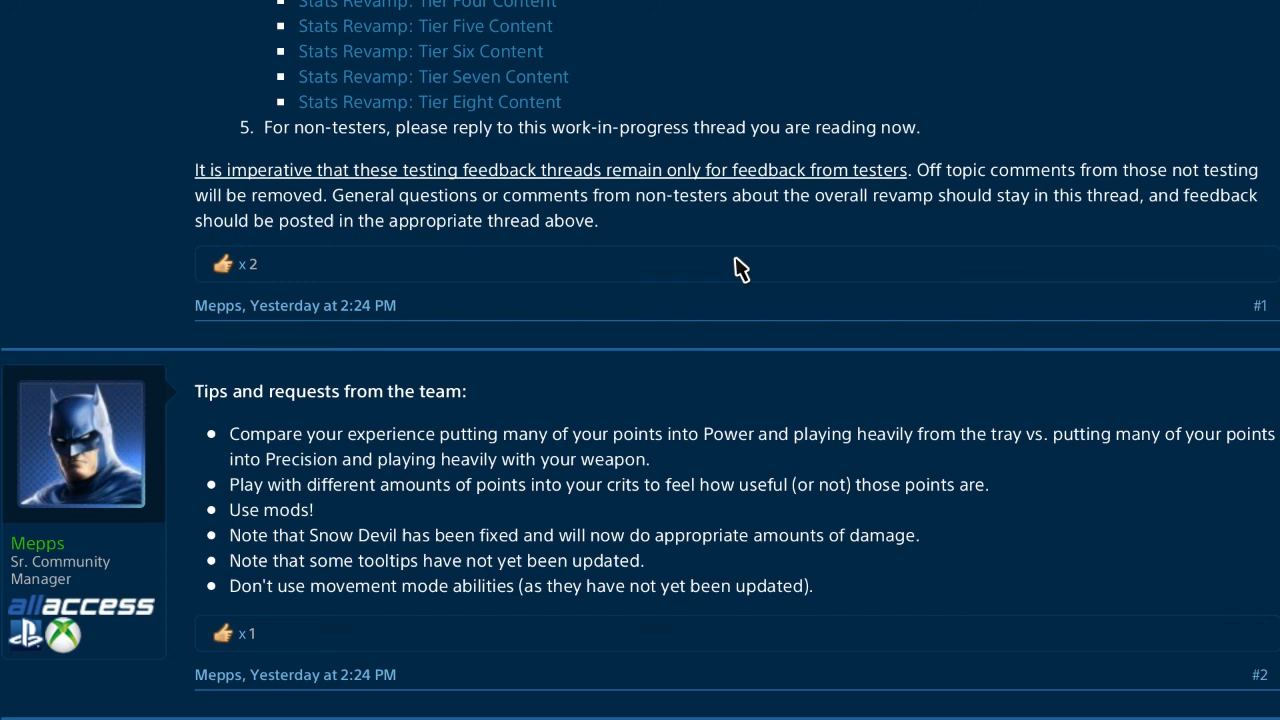 Stats Revamp: Tier Four Content
Stats Revamp: Tier Five Content
Stats Revamp: Tier Six Content
Stats Revamp: Tier Seven Content
Stats Revamp: Tier Eight Content
5. For non-testers, please reply to this work-in-progress thread you are reading now.
It is imperative that these testing feedback threads remain only for feedback from testers. Off topic comments from those not testing
will be removed. General questions or comments from non-testers about the overall revamp should stay in this thread, and feedback
should be posted in the appropriate thread above.
x 2
Mepps, Yesterday at 2:24 PM #1
Tips and requests from the team:
Compare your experience putting many of your points into Power and playing heavily from the tray vs. putting many of your points
into Precision and playing heavily with your weapon.
Play with different amounts of points into your crits to feel how useful (or not) those points are.
Use mods!
Note that Snow Devil has been fixed and will now do appropriate amounts of damage.
Note that some tooltips have not yet been updated.
Don't use movement mode abilities (as they have not yet been updated).
Mepps
Sr. Community
Manager
allaccess
x 1
Mepps, Yesterday at 2:24 PM #2